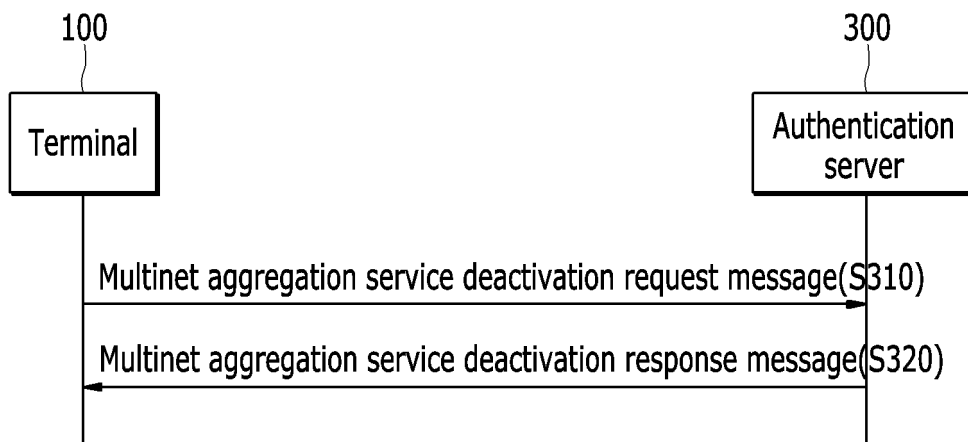 100
300
Terminal
Authentication
server
Multinet aggregation service deactivation request message(S310)
Multinet aggregation service deactivation response message(S320)